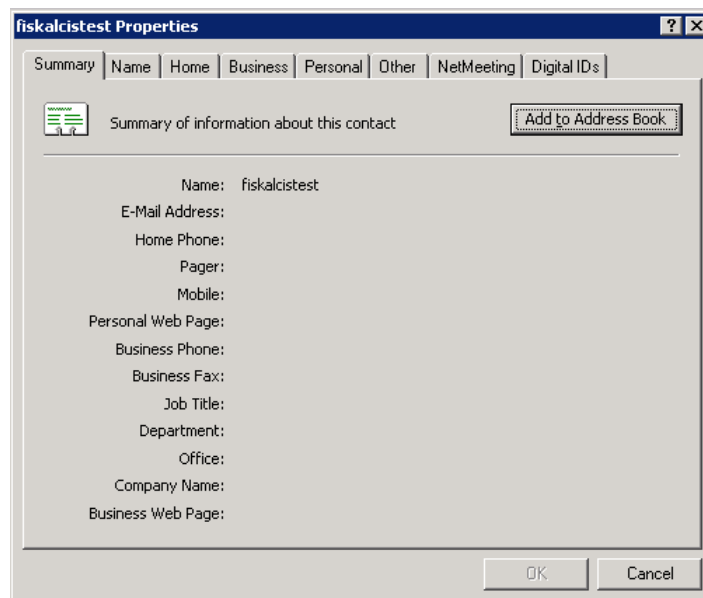 fiskalcistest Properties
Summary Name Home Business Personal Other NetMeeting Digital IDs
Summary of information about this contact Add to Address Book
Name: fiskalcistest
E-Mail Address:
Home Phone:
Pager:
Mobile:
Personal Web Page:
Business Phone:
Business Fax:
Job Title:
Department:
Office:
Company Name:
Business Web Page:
OK Cancel